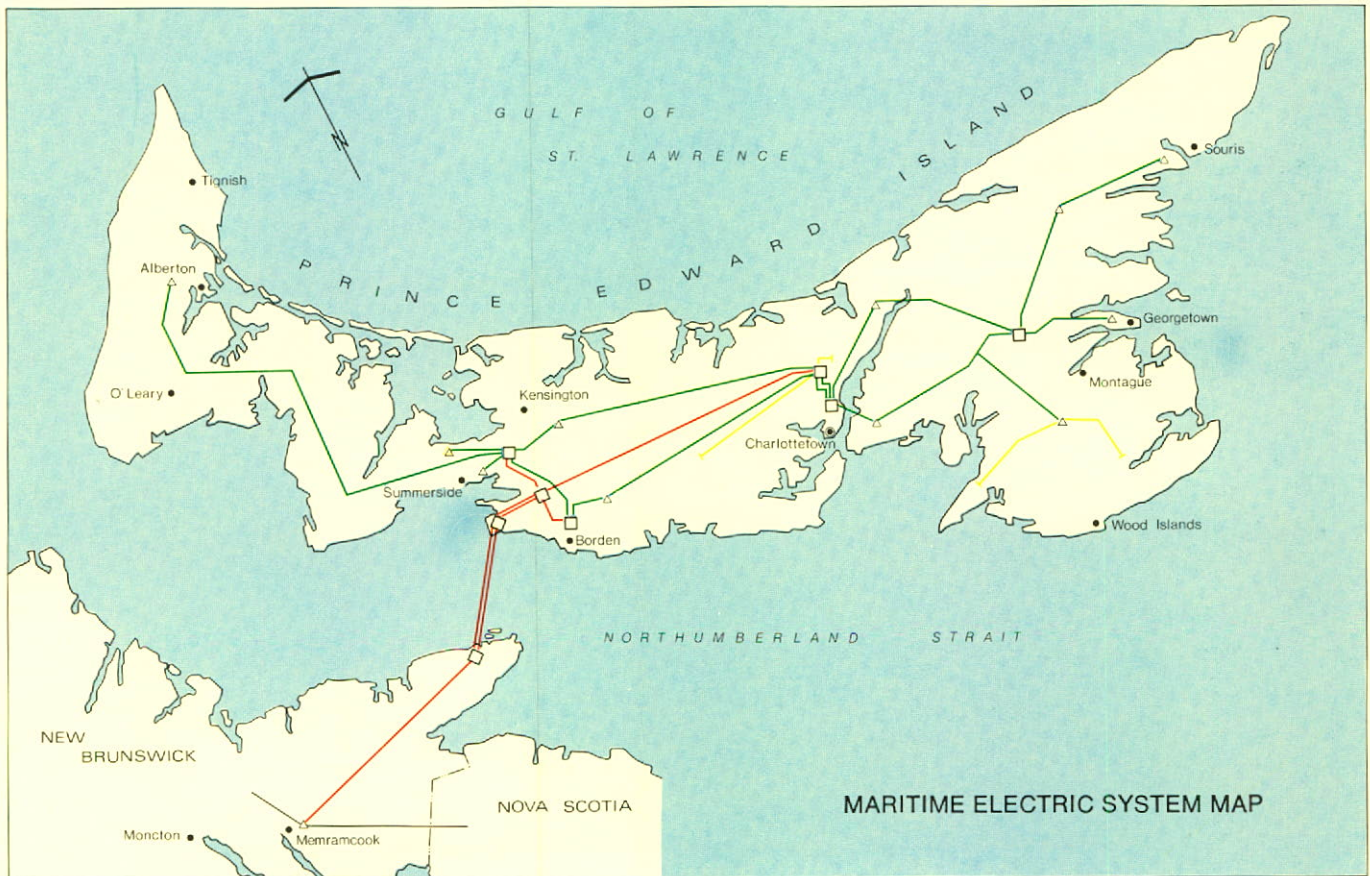 GULF OF
ST. LAWRENCE
PRINCE EDWARD ISLAND
N
Tignish
Alberton
O'Leary
Kensington
Summerside
Borden
Charlottetown
Souris
Georgetown
Montague
Wood Islands
NORTHUMBERLAND STRAIT
NEW
BRUNSWICK
NOVA SCOTIA
Moncton
Memramcook
MARITIME ELECTRIC SYSTEM MAP